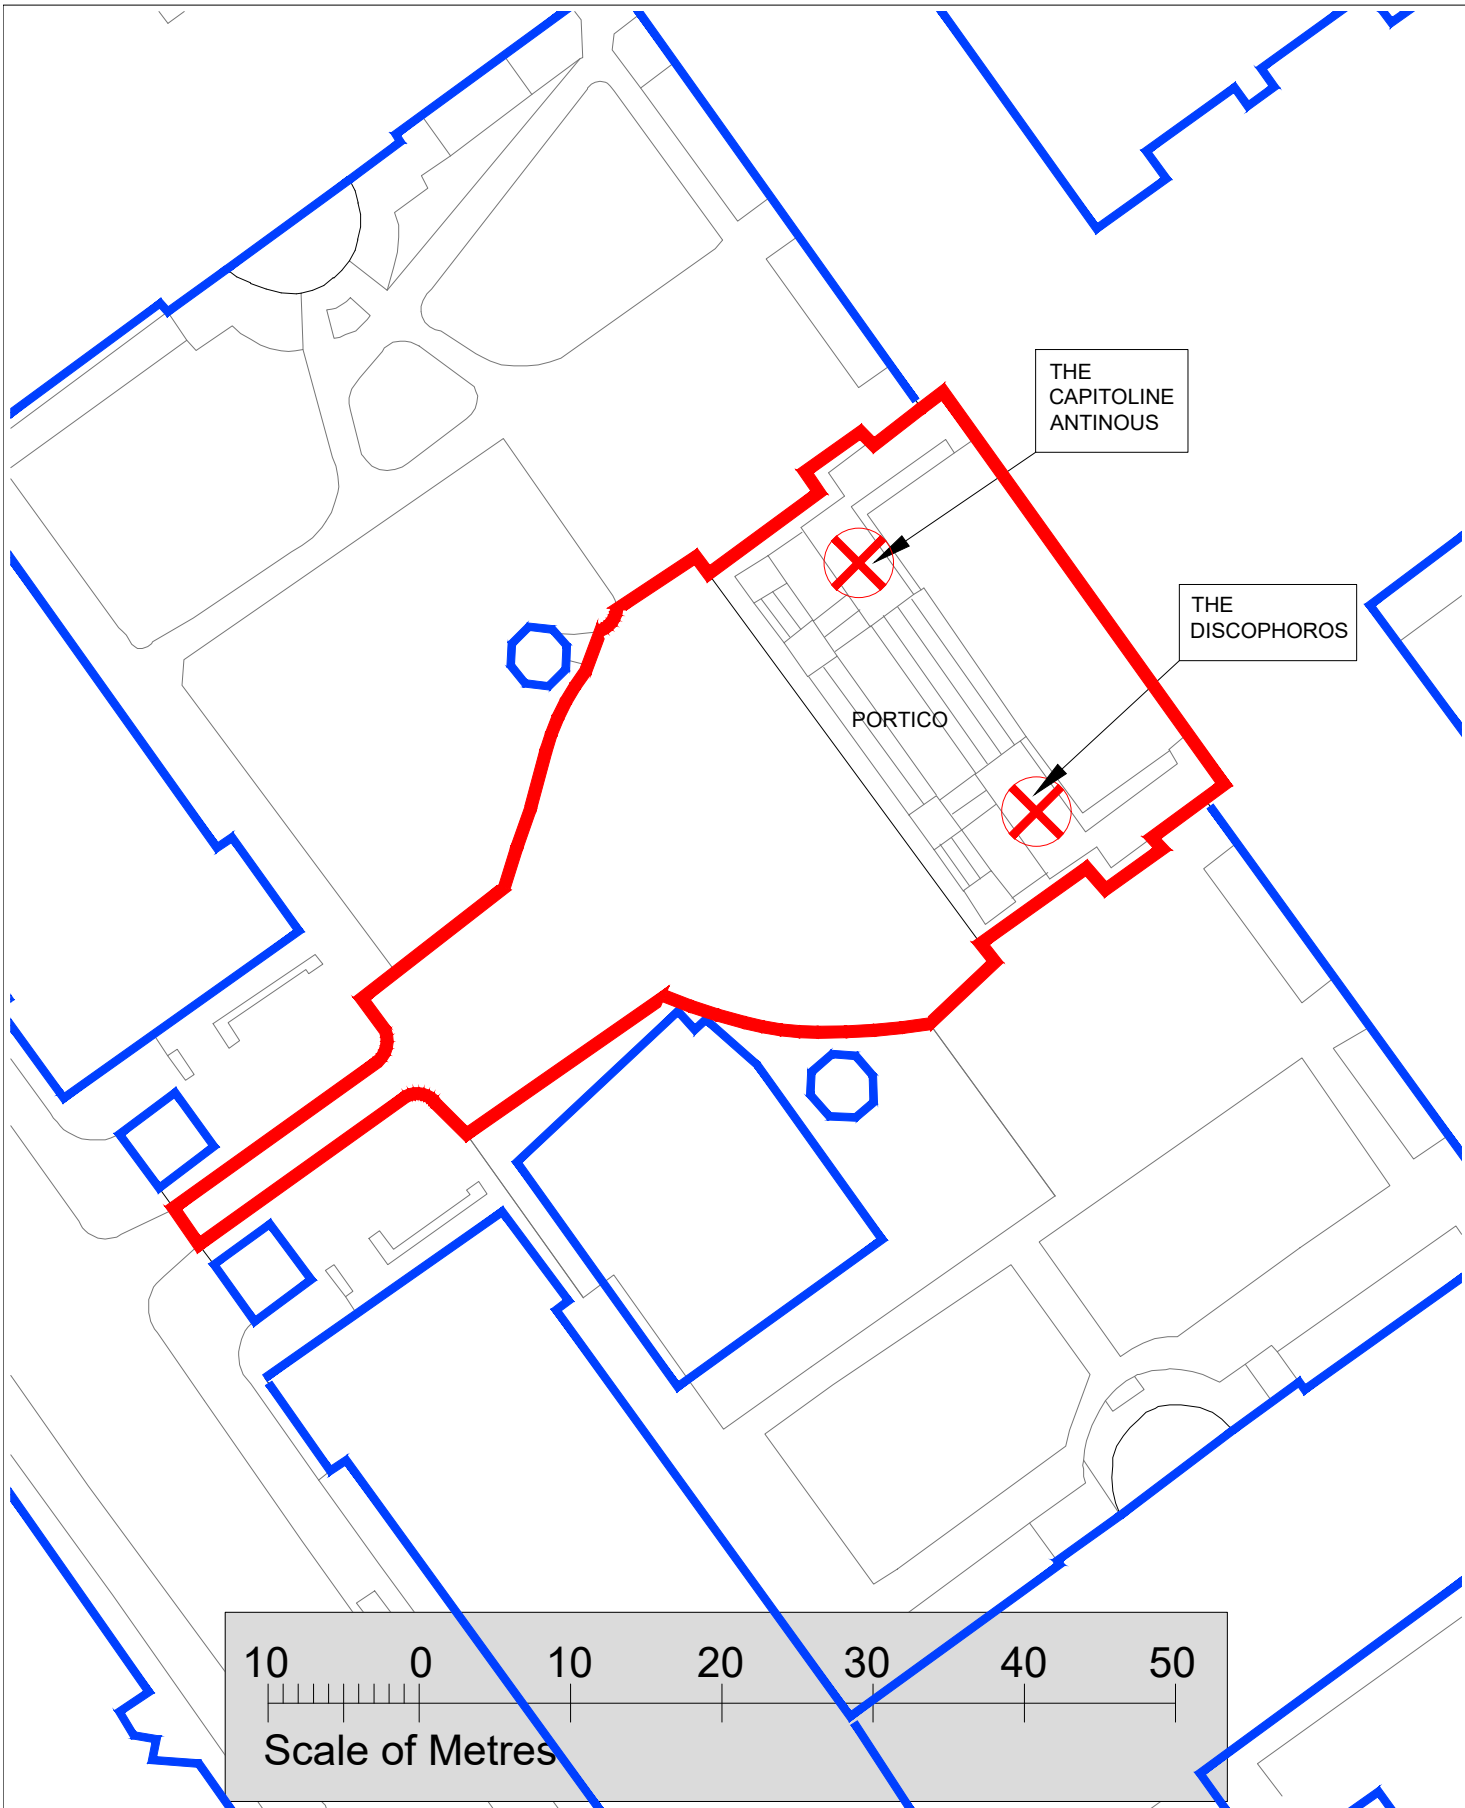 THE
CAPITOLINE
ANTINOUS
THE
DISCOPHOROS
PORTICO
10 0 10 20 30 40 50
Scale of Metres